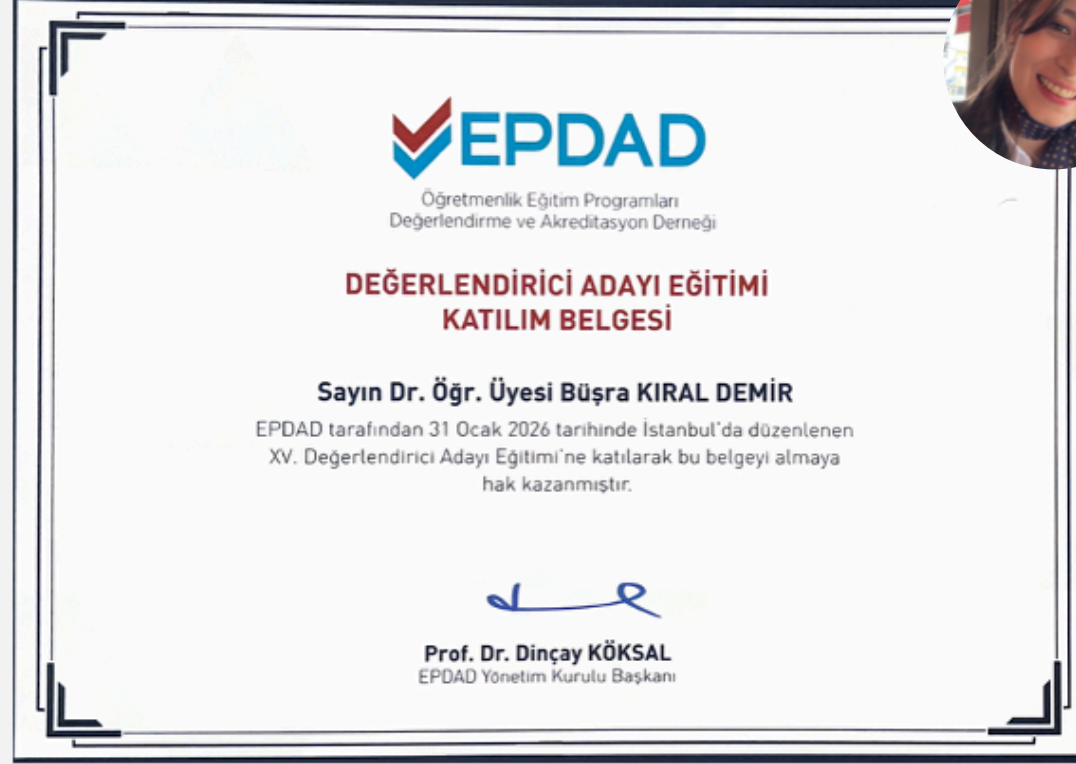 EPDAD
Öğretmenlik Eğitim Programları
Değerlendirme ve Akreditasyon Derneği
DEĞERLENDİRİCİ ADAYI EĞİTİMİ
KATILIM BELGESİ
Sayın Dr. Öğr. Üyesi Büşra KIRAL DEMİR
EPDAD tarafından 31 Ocak 2026 tarihinde İstanbul'da düzenlenen
XV. Değerlendirici Adayı Eğitimi'ne katılarak bu belgeyi almaya
hak kazanmıştır.
Prof. Dr. Dinçay KÖKSAL
EPDAD Yönetim Kurulu Başkanı